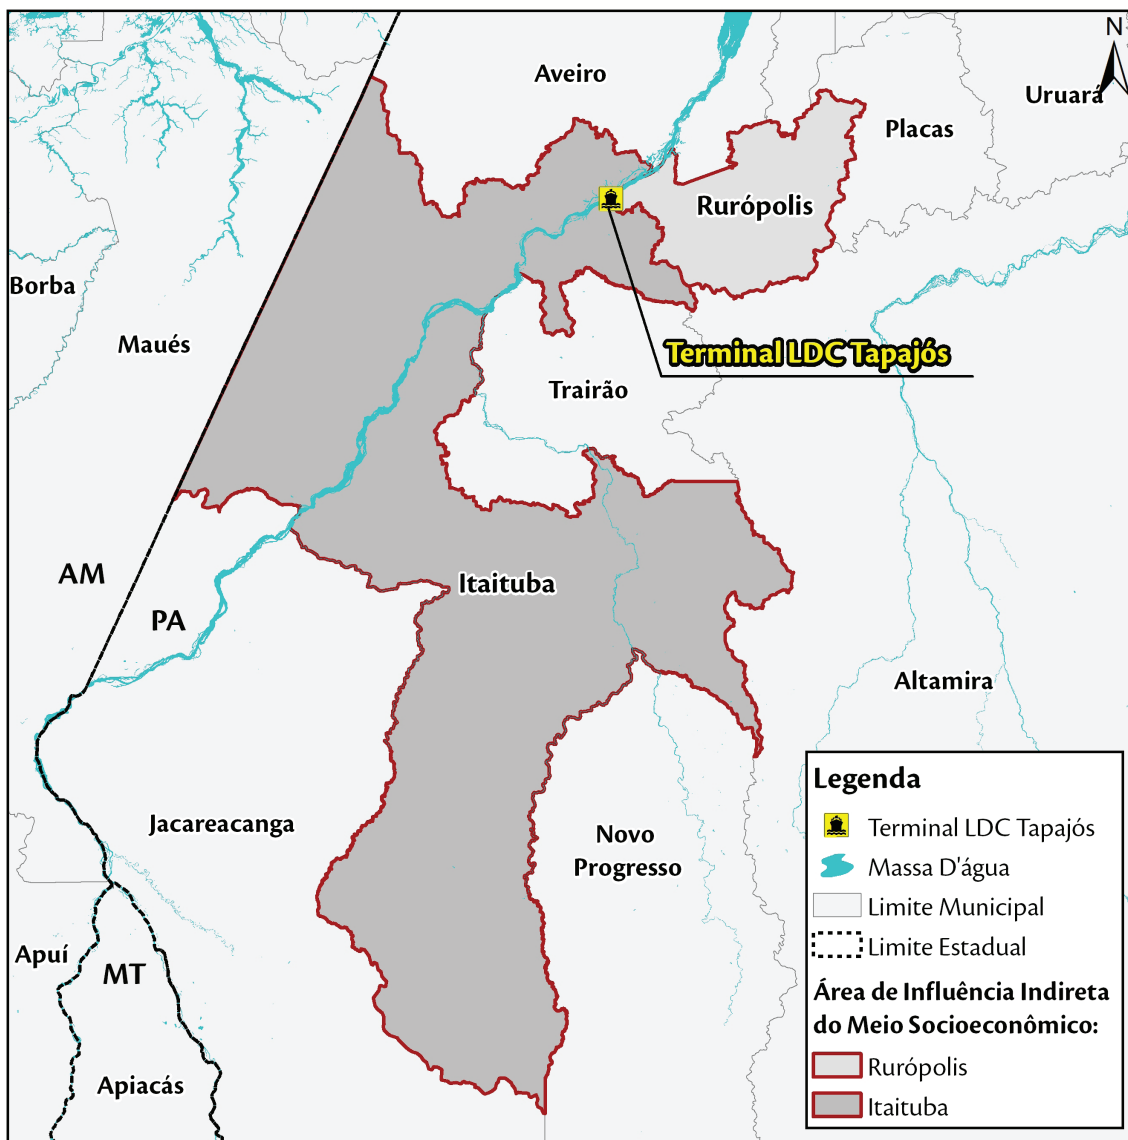 N
Aveiro
Uruará
Placas
Rurópolis
Borba
Maués
Terminal LDC Tapajós
Trairão
AM
Itaituba
PA
Altamira
Jacareacanga
Novo
Progresso
Apuí
MT
Apiacás
Legenda
Terminal LDC Tapajós
Massa D'água
Limite Municipal
Limite Estadual
Área de Influência Indireta
do Meio Socioeconômico:
Rurópolis
Itaituba